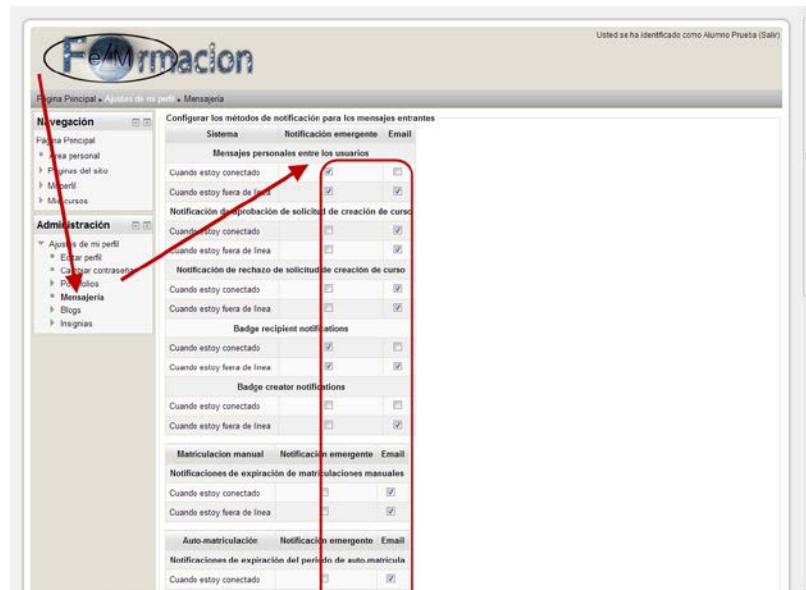 Usted se ha identificado como Alumno Prueba (Salir)
Fe/Mrmacion
Página Principal ▸ Ajustes de mi perfil ▸ Mensajería
Navegación
Página Principal
Área personal
Páginas del sitio
Mi perfil
Mis cursos
Administración
Ajustes de mi perfil
Editar perfil
Cambiar contraseña
Portafolios
Mensajería
Blogs
Insignias
Configurar los métodos de notificación para los mensajes entrantes
Sistema Notificación emergente Email
Mensajes personales entre los usuarios
Cuando estoy conectado
Cuando estoy fuera de línea
Notificación de aprobación de solicitud de creación de curso
Cuando estoy conectado
Cuando estoy fuera de línea
Notificación de rechazo de solicitud de creación de curso
Cuando estoy conectado
Cuando estoy fuera de línea
Badge recipient notifications
Cuando estoy conectado
Cuando estoy fuera de línea
Badge creator notifications
Cuando estoy conectado
Cuando estoy fuera de línea
Matriculacion manual Notificación emergente Email
Notificaciones de expiración de matriculaciones manuales
Cuando estoy conectado
Cuando estoy fuera de línea
Auto-matriculación Notificación emergente Email
Notificaciones de expiración del periodo de auto-matricula
Cuando estoy conectado